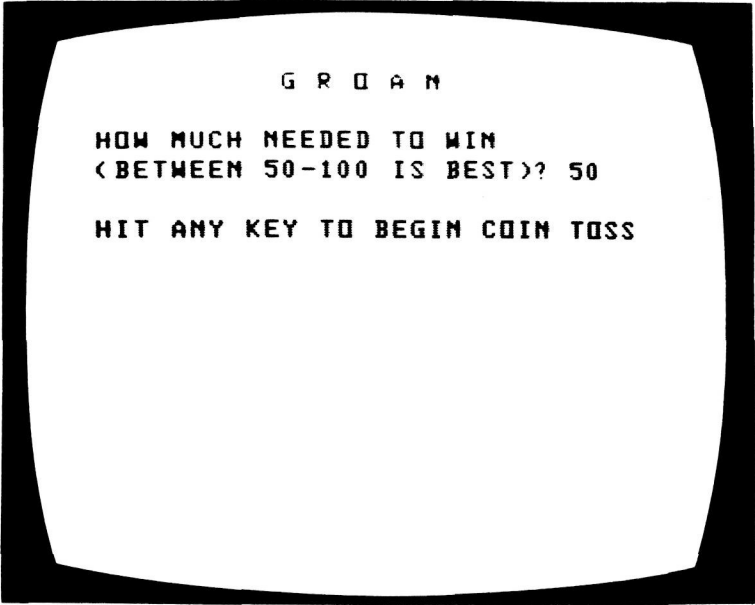 G R O A N
HOW MUCH NEEDED TO WIN
(BETWEEN 50-100 IS BEST)? 50
HIT ANY KEY TO BEGIN COIN TOSS